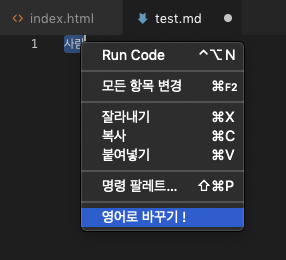 index.html
test.md
1 사람
Run Code ^⌥N
모든 항목 변경 ⌘F2
잘라내기 ⌘X
복사 ⌘C
붙여넣기 ⌘V
명령 팔레트... ⇧⌘P
영어로 바꾸기 !